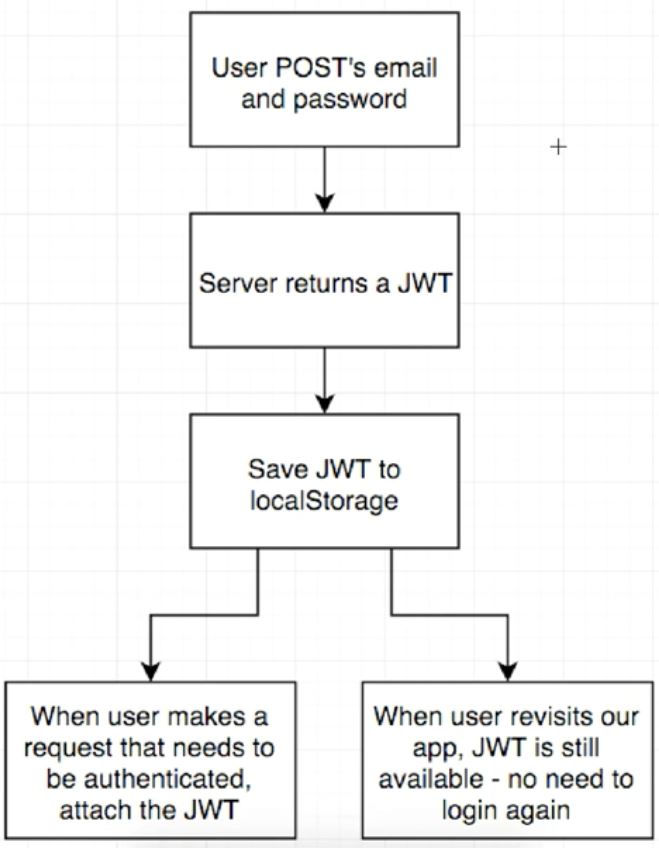 User POST's email
and password
Server returns a JWT
Save JWT to
localStorage
When user makes a
request that needs to
be authenticated,
attach the JWT
When user revisits our
app, JWT is still
available - no need to
login again